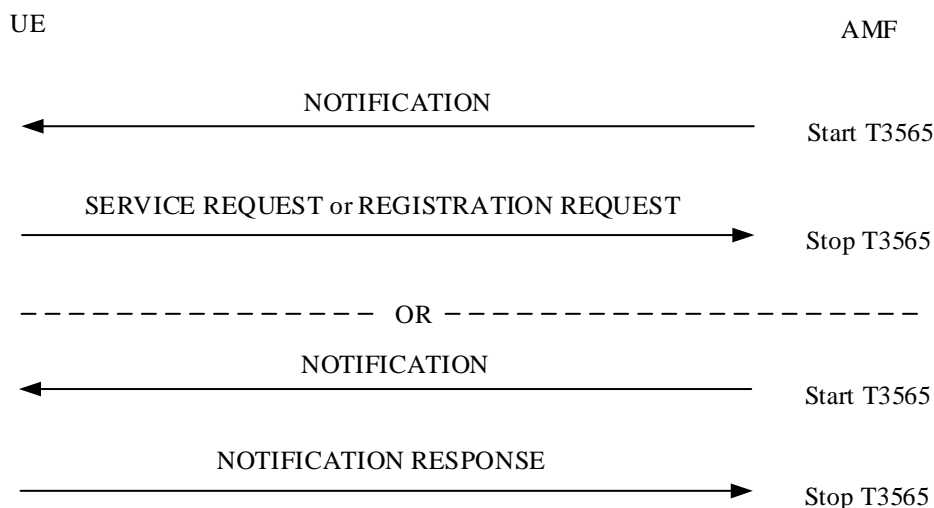 UE
AMF
NOTIFICATION
Start T3565
SERVICE REQUEST or REGISTRATION REQUEST
Stop T3565
OR
NOTIFICATION
Start T3565
NOTIFICATION RESPONSE
Stop T3565